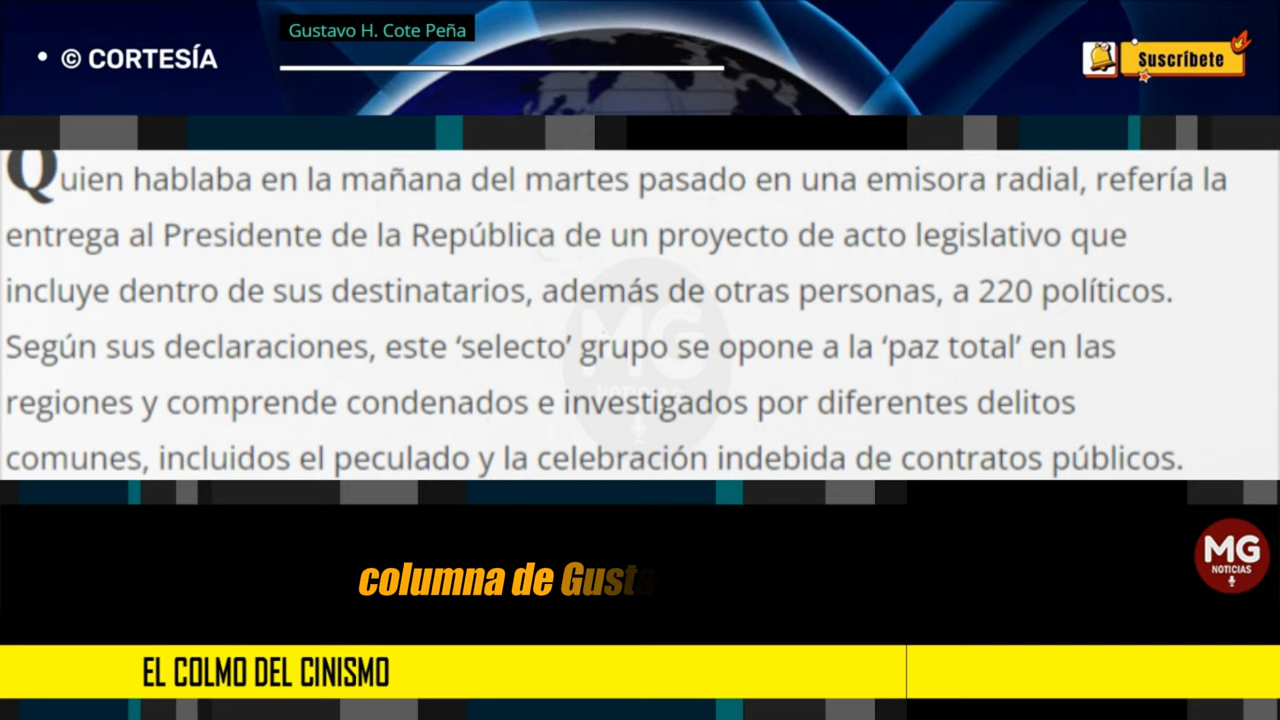 Gustavo H. Cote Peña
• © CORTESÍA
Suscríbete
Quien hablaba en la mañana del martes pasado en una emisora radial, refería la
entrega al Presidente de la República de un proyecto de acto legislativo que
incluye dentro de sus destinatarios, además de otras personas, a 220 políticos.
Según sus declaraciones, este ‘selecto’ grupo se opone a la ‘paz total’ en las
regiones y comprende condenados e investigados por diferentes delitos
comunes, incluidos el peculado y la celebración indebida de contratos públicos.
MG
NOTICIAS
columna de Gusta
MG
NOTICIAS
EL COLMO DEL CINISMO